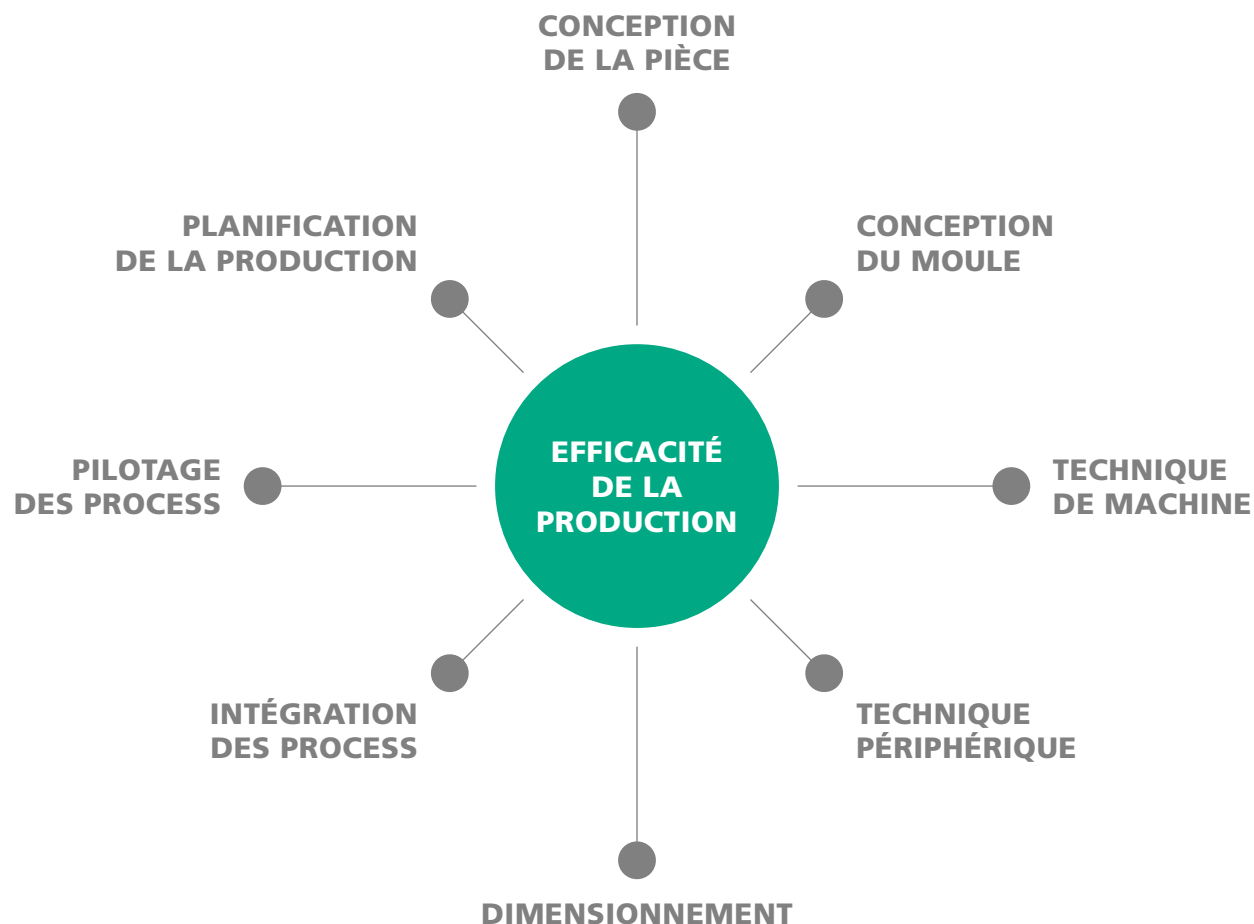 CONCEPTION
DE LA PIÈCE
PLANIFICATION
DE LA PRODUCTION
CONCEPTION
DU MOULE
EFFICACITÉ
DE LA
PRODUCTION
PILOTAGE
DES PROCESS
TECHNIQUE
DE MACHINE
INTÉGRATION
DES PROCESS
TECHNIQUE
PÉRIPHÉRIQUE
DIMENSIONNEMENT